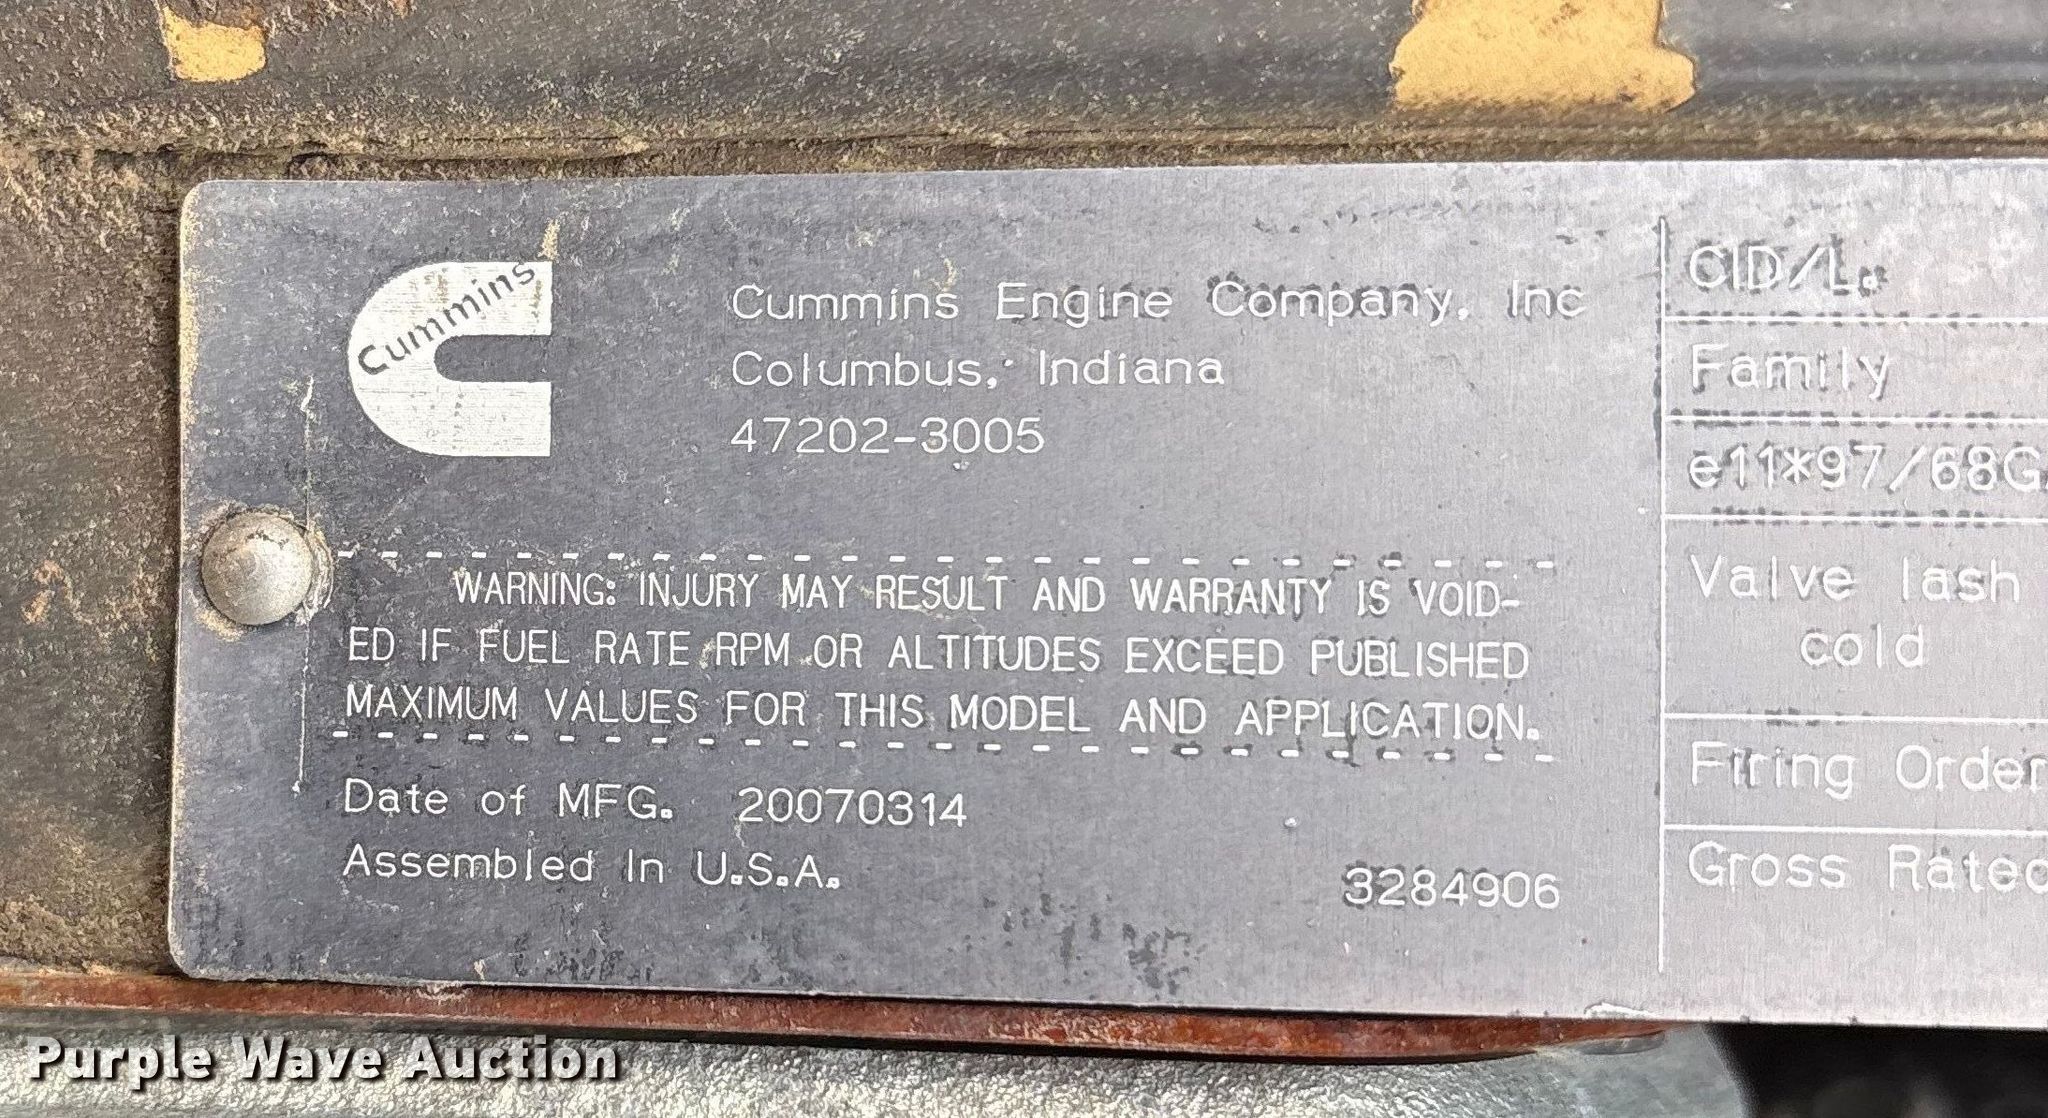 Cummins
Cummins Engine Company, Inc
Columbus, Indiana
47202-3005
WARNING: INJURY MAY RESULT AND WARRANTY IS VOID-
ED IF FUEL RATE RPM OR ALTITUDES EXCEED PUBLISHED
MAXIMUM VALUES FOR THIS MODEL AND APPLICATION.
Date of MFG. 20070314
Assembled In U.S.A.
3284906
CID/L.
Family
e11*97/68G
Valve lash
cold
Firing Order
Gross Rated
Purple Wave Auction